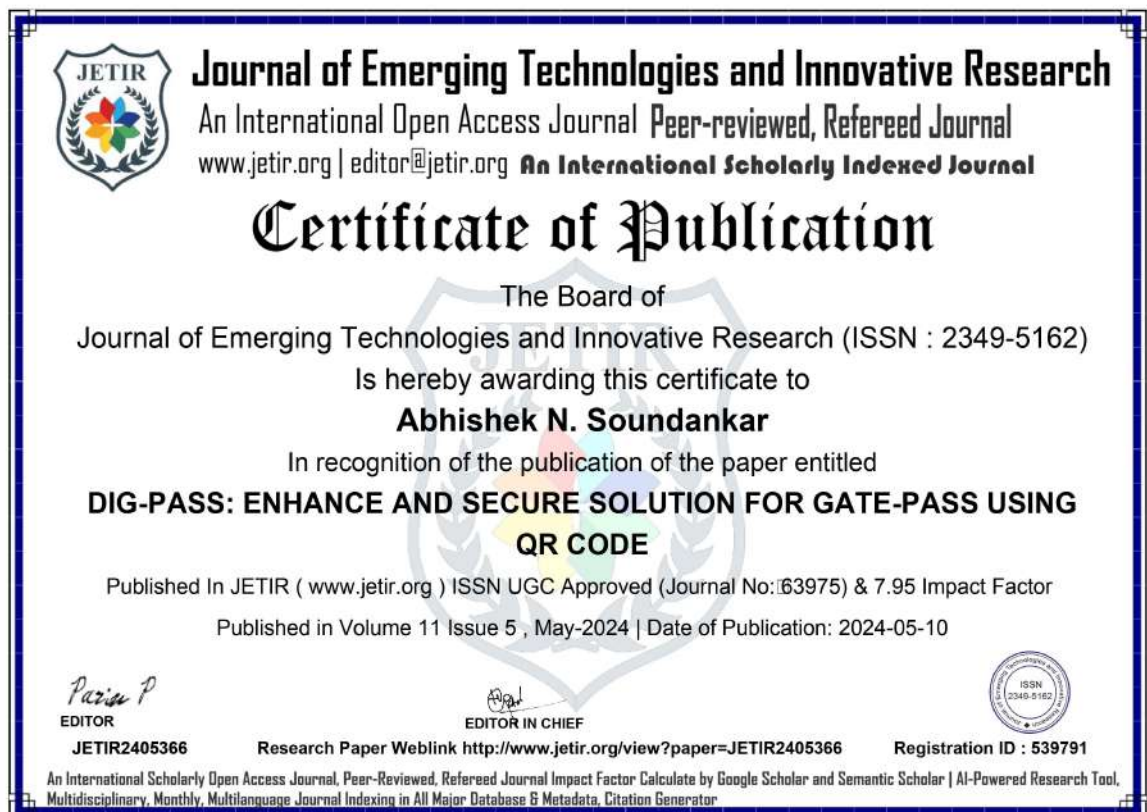 JETIR
Journal of Emerging Technologies and Innovative Research
An International Open Access Journal Peer-reviewed, Refereed Journal
www.jetir.org | editor@jetir.org An International Scholarly Indexed Journal
Certificate of Publication
The Board of
JETIR
Journal of Emerging Technologies and Innovative Research (ISSN : 2349-5162)
Is hereby awarding this certificate to
Abhishek N. Soundankar
In recognition of the publication of the paper entitled
DIG-PASS: ENHANCE AND SECURE SOLUTION FOR GATE-PASS USING
QR CODE
Published In JETIR ( www.jetir.org ) ISSN UGC Approved (Journal No: 63975) & 7.95 Impact Factor
Published in Volume 11 Issue 5 , May-2024 | Date of Publication: 2024-05-10
EDITOR
EDITOR IN CHIEF
Journal of Emerging Technologies and Innovative Research
ISSN
2349-5162
JETIR2405366 Research Paper Weblink http://www.jetir.org/view?paper=JETIR2405366 Registration ID : 539791
An International Scholarly Open Access Journal, Peer-Reviewed, Refereed Journal Impact Factor Calculate by Google Scholar and Semantic Scholar | AI-Powered Research Tool,
Multidisciplinary, Monthly, Multilanguage Journal Indexing in All Major Database & Metadata, Citation Generator